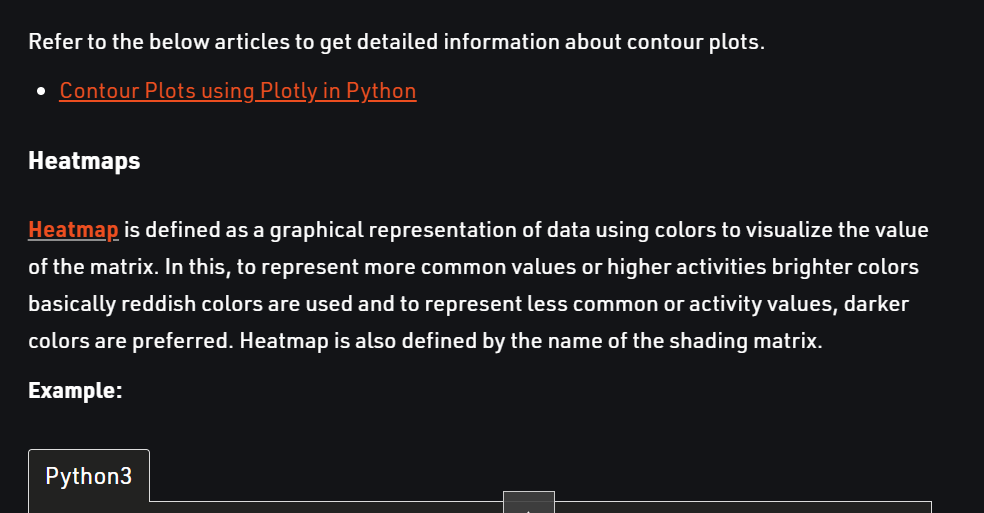 Refer to the below articles to get detailed information about contour plots.
Contour Plots using Plotly in Python
Heatmaps
Heatmap is defined as a graphical representation of data using colors to visualize the value
of the matrix. In this, to represent more common values or higher activities brighter colors
basically reddish colors are used and to represent less common or activity values, darker
colors are preferred. Heatmap is also defined by the name of the shading matrix.
Example:
Python3